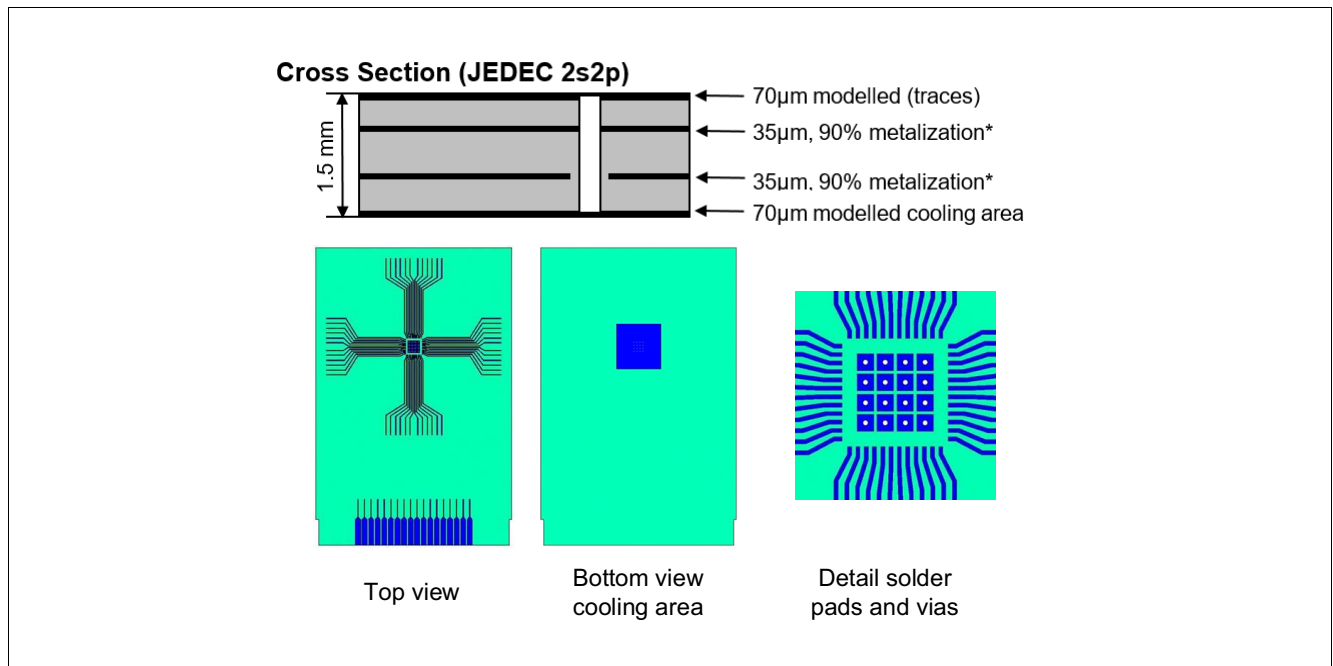 Cross Section (JEDEC 2s2p)
70µm modelled (traces)
35µm, 90% metalization*
1.5 mm
35µm, 90% metalization*
70µm modelled cooling area
Top view
Bottom view
cooling area
Detail solder
pads and vias